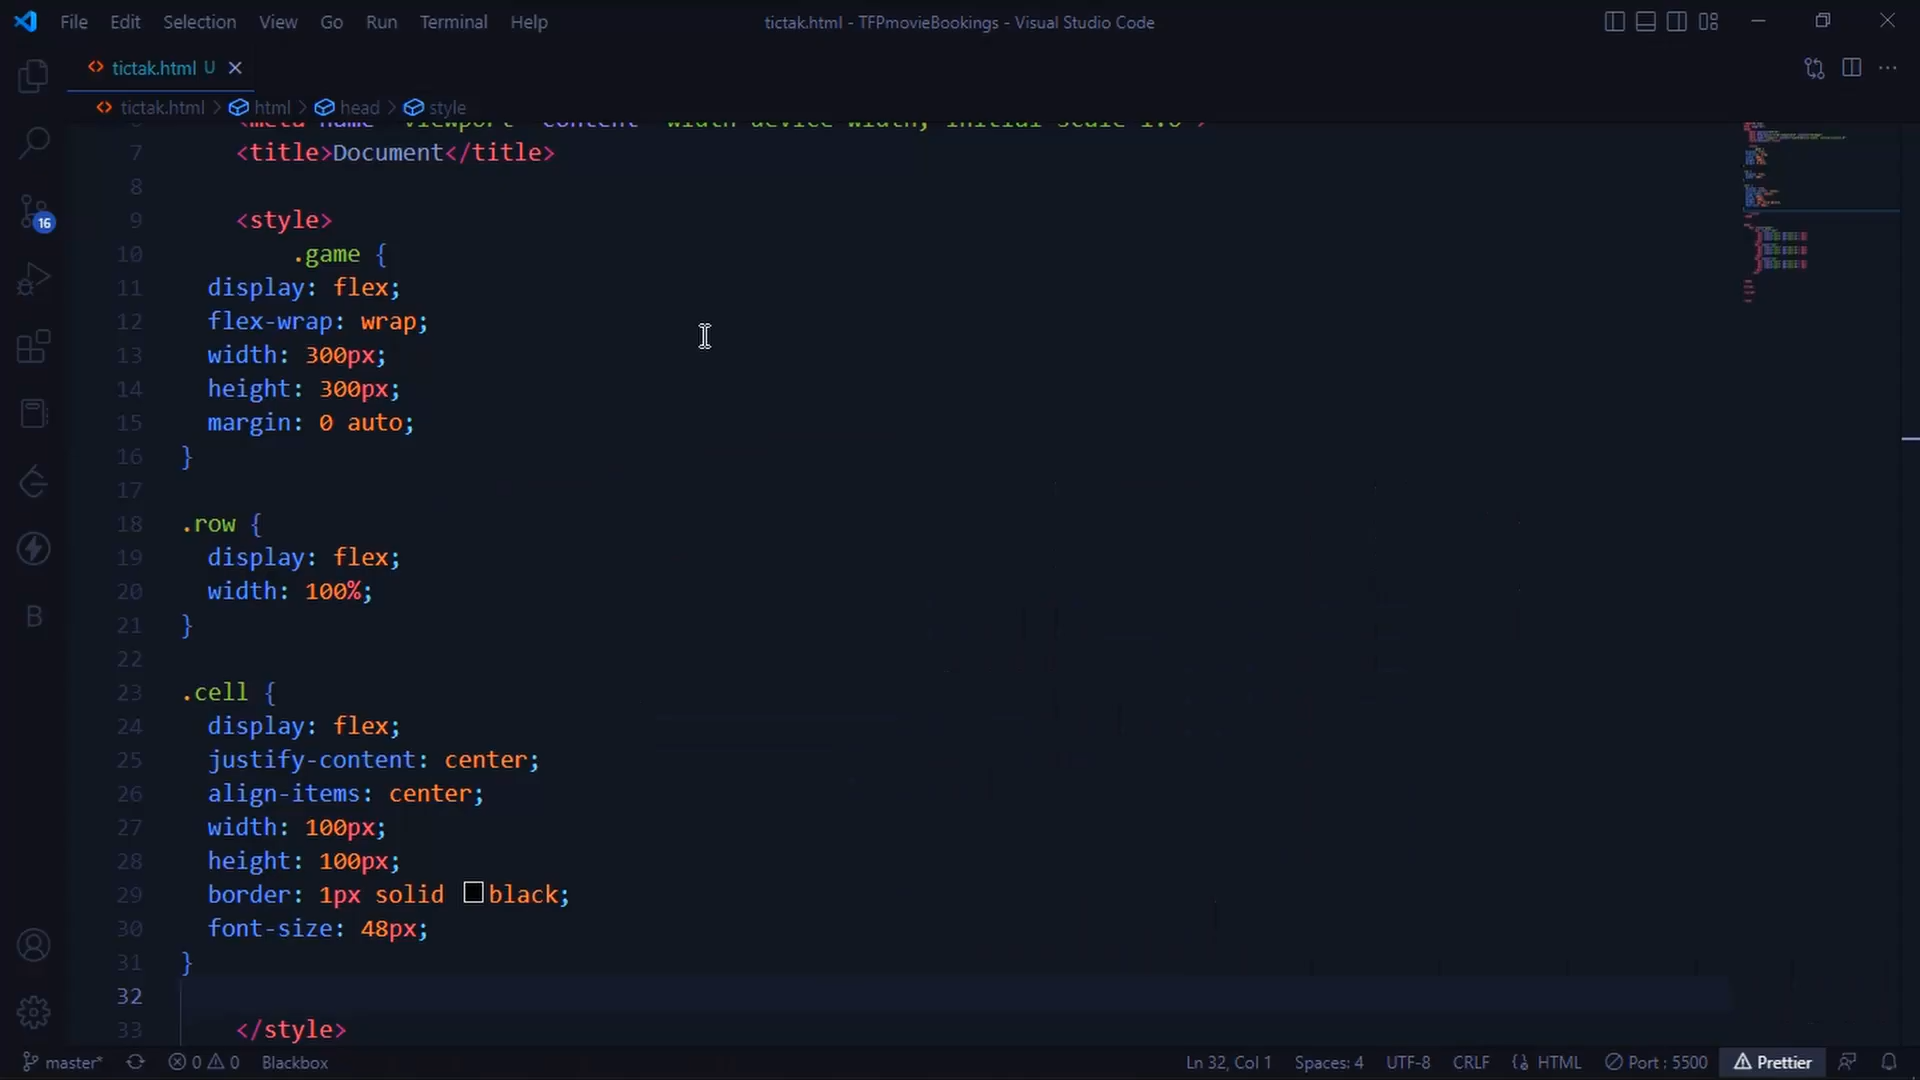 File Edit Selection View Go Run Terminal Help tictak.html - TFPmovieBookings - Visual Studio Code
tictak.html U
tictak.html > html > head > style
7 <title>Document</title>
8
9 <style>
10 .game {
11 display: flex;
12 flex-wrap: wrap;
13 width: 300px;
14 height: 300px;
15 margin: 0 auto;
16 }
17
18 .row {
19 display: flex;
20 width: 100%;
21 }
22
23 .cell {
24 display: flex;
25 justify-content: center;
26 align-items: center;
27 width: 100px;
28 height: 100px;
29 border: 1px solid black;
30 font-size: 48px;
31 }
32
33 </style>
16
B
master* 0 0 Blackbox Ln 32, Col 1 Spaces: 4 UTF-8 CRLF HTML Port : 5500 Prettier